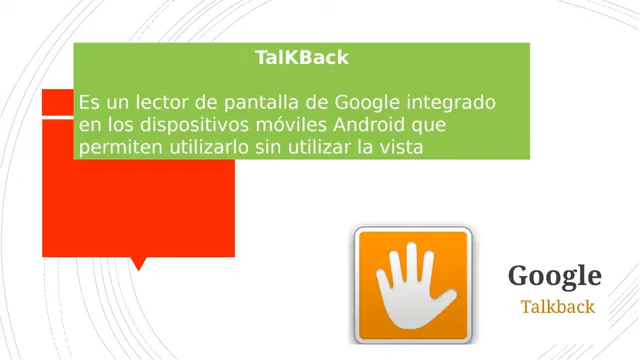 TalKBack
Es un lector de pantalla de Google integrado
en los dispositivos móviles Android que
permiten utilizarlo sin utilizar la vista
Google
Talkback